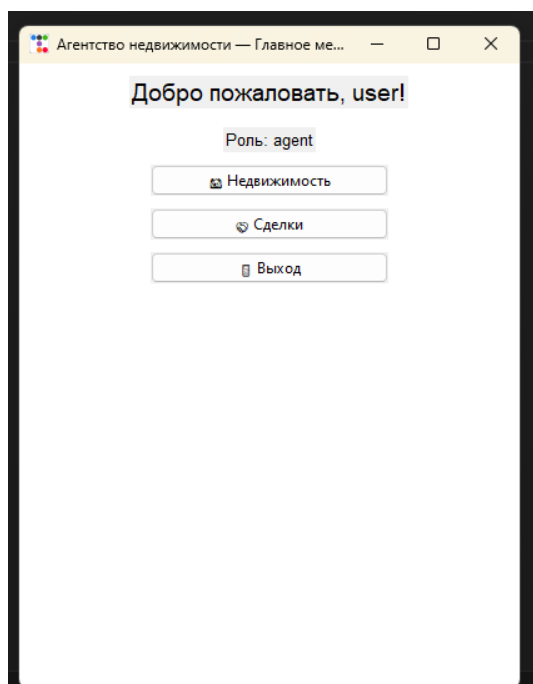 Агентство недвижимости — Главное ме...
Добро пожаловать, user!
Роль: agent
Недвижимость
Сделки
Выход